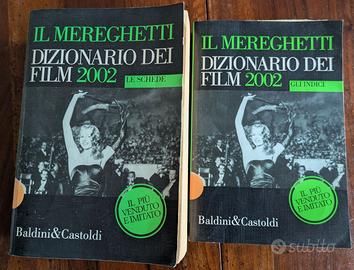 IL MEREGHETTI
DIZIONARIO DEI
FILM 2002
LE SCHEDE
IL PIÙ
VENDUTO
E IMITATO
Baldini&Castoldi
IL MEREGHETTI
DIZIONARIO DEI
FILM 2002
GLI INDICI
IL PIÙ
VENDUTO
E IMITATO
Baldini&Castoldi
subito